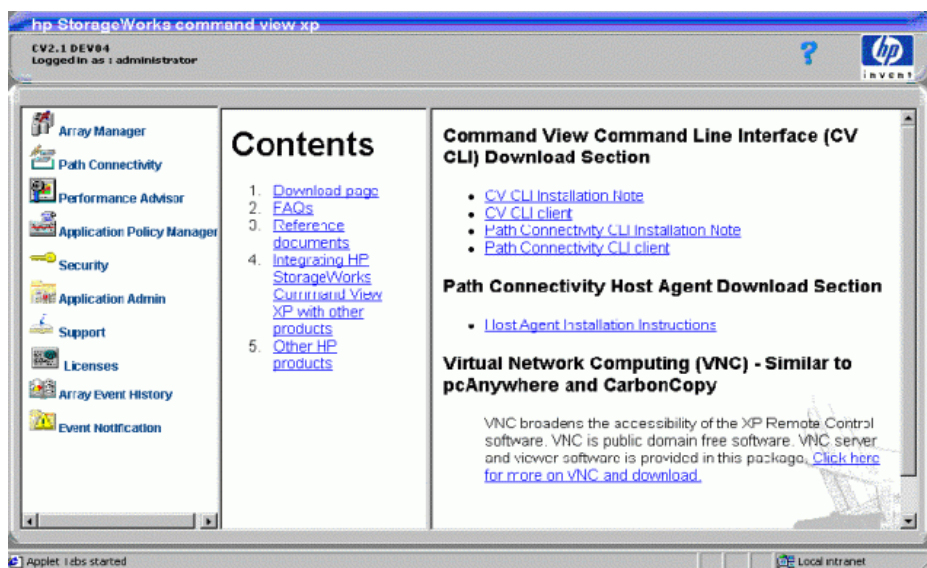 hp StorageWorks command view xp
CV2.1 DEV04
Logged in as : administrator
?
hp
invent
Array Manager
Path Connectivity
Performance Advisor
Application Policy Manager
Security
Application Admin
Support
Licenses
Array Event History
Event Notification
Contents
1. Download page
2. FAQs
3. Reference
documents
4. Integrating HP
StorageWorks
Command View
XP with other
products
5. Other HP
products
Command View Command Line Interface (CV
CLI) Download Section
• CV CLI Installation Note
• CV CLI client
• Path Connectivity CLI Installation Note
• Path Connectivity CLI client
Path Connectivity Host Agent Download Section
• Host Agent Installation Instructions
Virtual Network Computing (VNC) - Similar to
pcAnywhere and CarbonCopy
VNC broadens the accessibility of the XP Remote Control
software. VNC is public domain free software. VNC server
and viewer software is provided in this package. Click here
for more on VNC and download.
Applet Tabs started
Local intranet